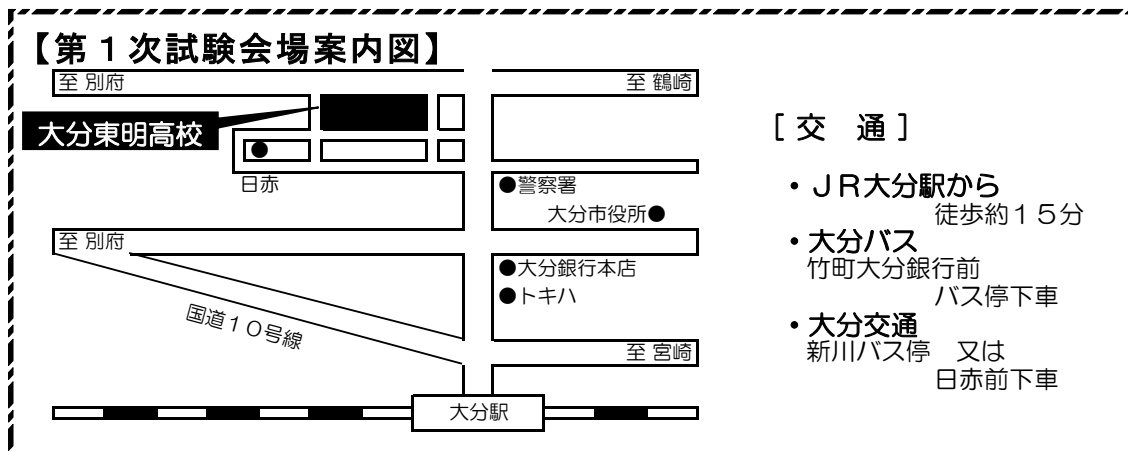 【第１次試験会場案内図】
至 別府
至 鶴崎
大分東明高校
日赤
●警察署
大分市役所●
至 別府
●大分銀行本店
●トキハ
国道１０号線
至 宮崎
大分駅
[ 交　通 ]
・ＪＲ大分駅から
徒歩約１５分
・大分バス
竹町大分銀行前
バス停下車
・大分交通
新川バス停　又は
日赤前下車